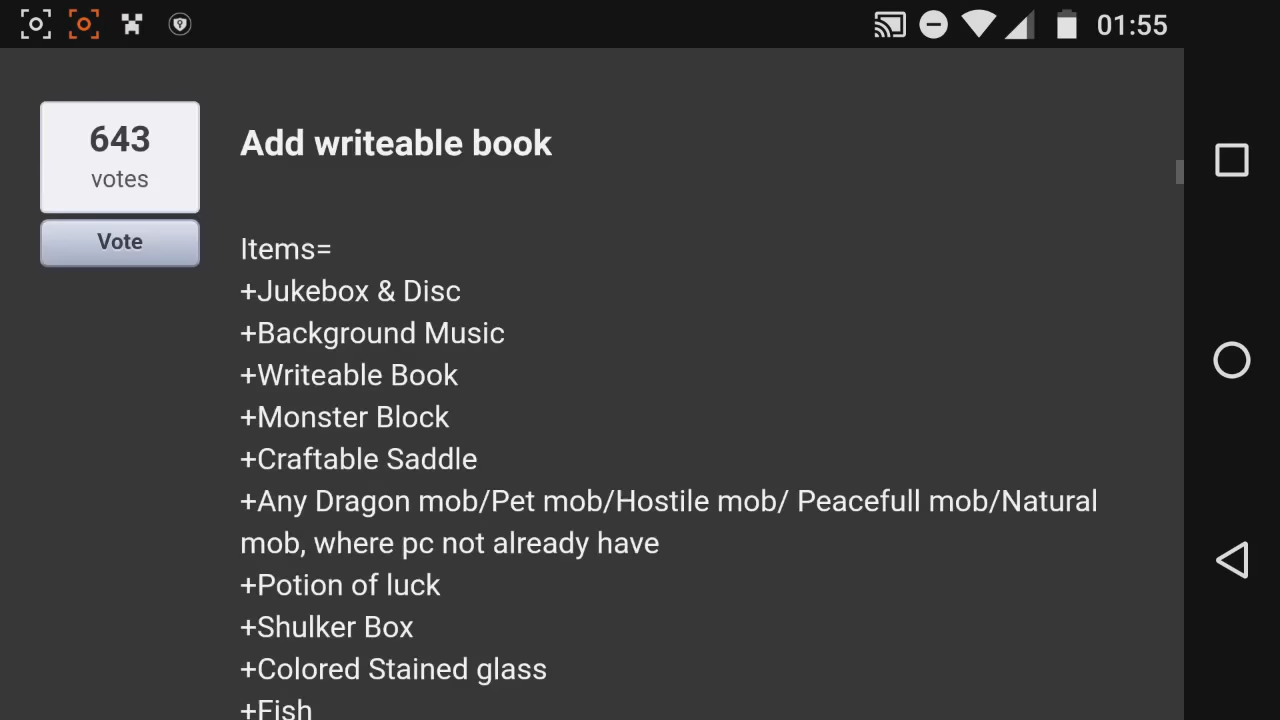 01:55
643
votes
Vote
Add writeable book
Items=
+Jukebox & Disc
+Background Music
+Writeable Book
+Monster Block
+Craftable Saddle
+Any Dragon mob/Pet mob/Hostile mob/ Peacefull mob/Natural
mob, where pc not already have
+Potion of luck
+Shulker Box
+Colored Stained glass
+Fish